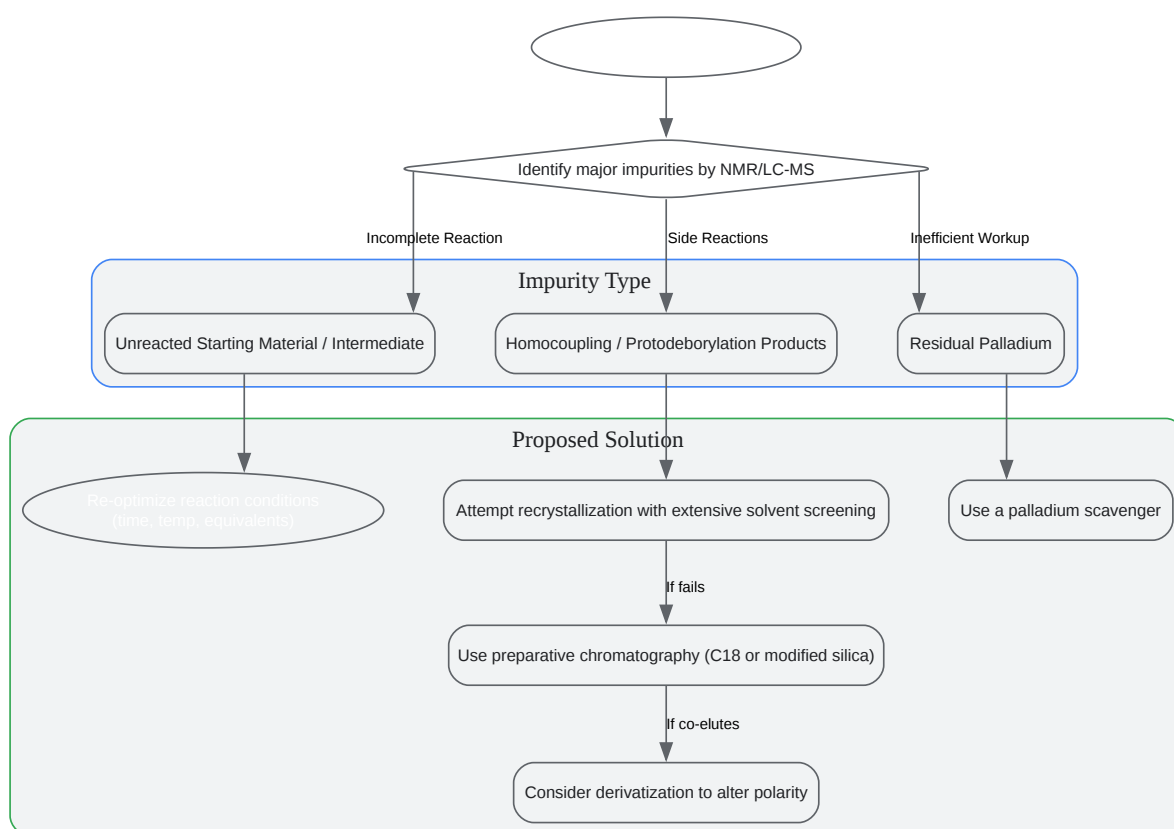 Identify major impurities by NMR/LC-MS
Incomplete Reaction
Side Reactions
Inefficient Workup
Impurity Type
Unreacted Starting Material / Intermediate
Homocoupling / Protodeborylation Products
Residual Palladium
Proposed Solution
Re-optimize reaction conditions
(time, temp, equivalents)
Attempt recrystallization with extensive solvent screening
Use a palladium scavenger
If fails
Use preparative chromatography (C18 or modified silica)
If co-elutes
Consider derivatization to alter polarity